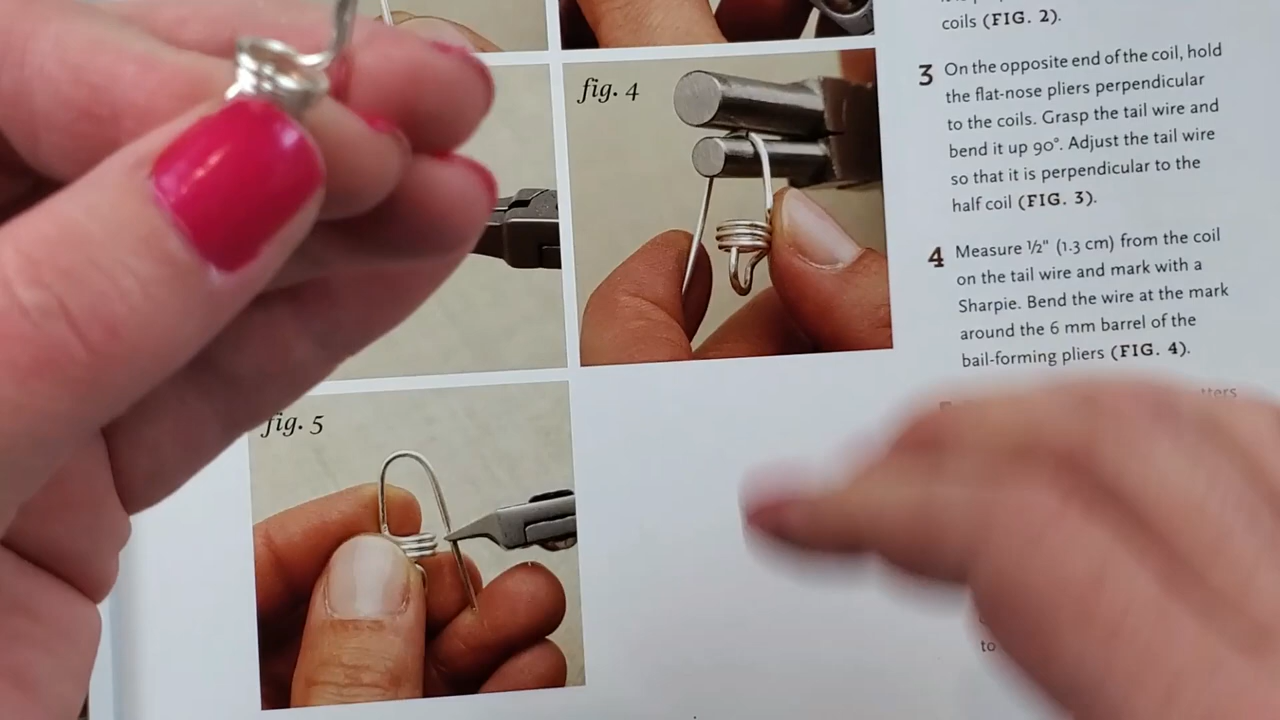 coils (FIG. 2).
fig. 4
3 On the opposite end of the coil, hold
the flat-nose pliers perpendicular
to the coils. Grasp the tail wire and
bend it up 90°. Adjust the tail wire
so that it is perpendicular to the
half coil (FIG. 3).
4 Measure ½" (1.3 cm) from the coil
on the tail wire and mark with a
Sharpie. Bend the wire at the mark
around the 6 mm barrel of the
bail-forming pliers (FIG. 4).
fig. 5
to